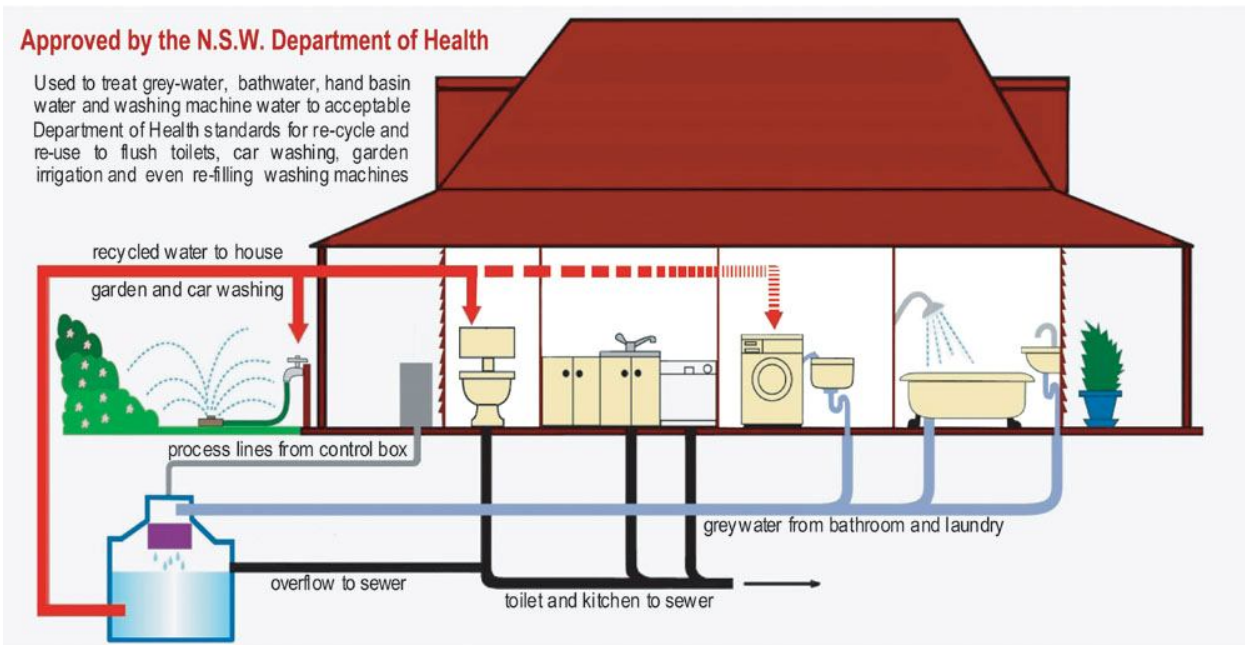 Approved by the N.S.W. Department of Health
Used to treat grey-water, bathwater, hand basin
water and washing machine water to acceptable
Department of Health standards for re-cycle and
re-use to flush toilets, car washing, garden
irrigation and even re-filling washing machines
recycled water to house
garden and car washing
process lines from control box
greywater from bathroom and laundry
overflow to sewer
toilet and kitchen to sewer